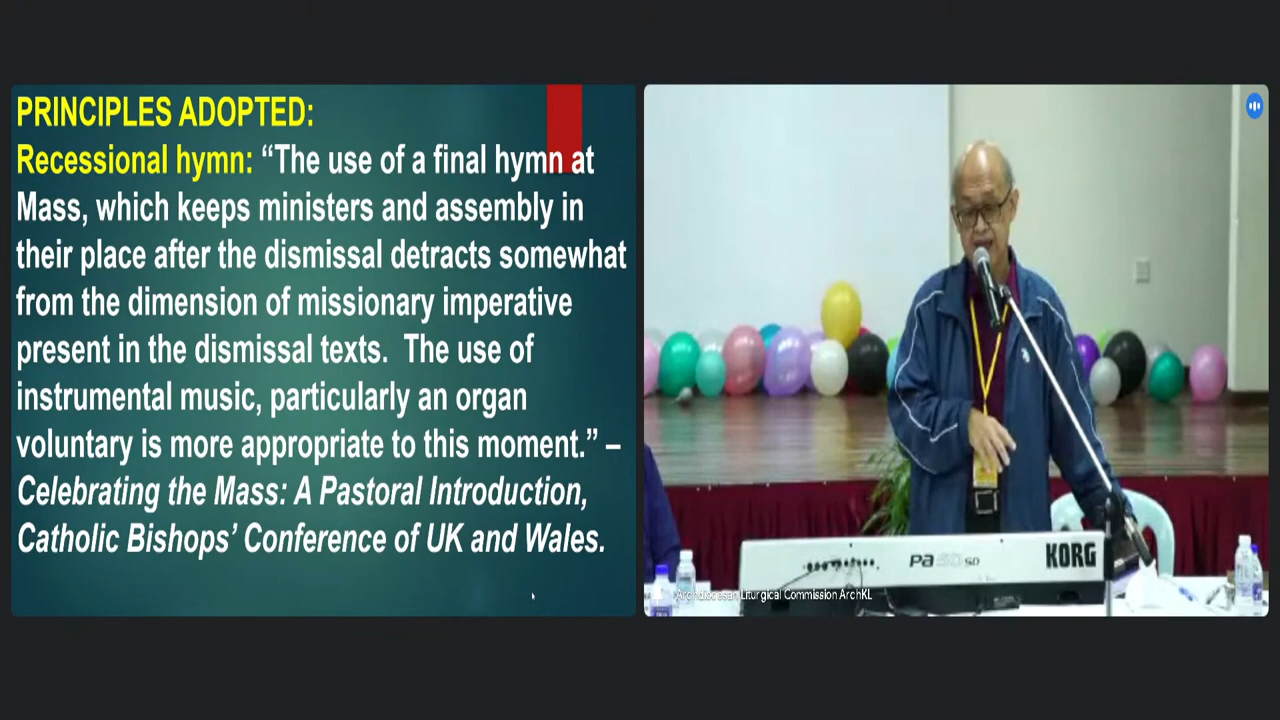 PRINCIPLES ADOPTED:
Recessional hymn: “The use of a final hymn at
Mass, which keeps ministers and assembly in
their place after the dismissal detracts somewhat
from the dimension of missionary imperative
present in the dismissal texts.  The use of
instrumental music, particularly an organ
voluntary is more appropriate to this moment.” –
Celebrating the Mass: A Pastoral Introduction,
Catholic Bishops’ Conference of UK and Wales.
Pa50SD
KORG
Archdiocesan Liturgical Commission ArchKL